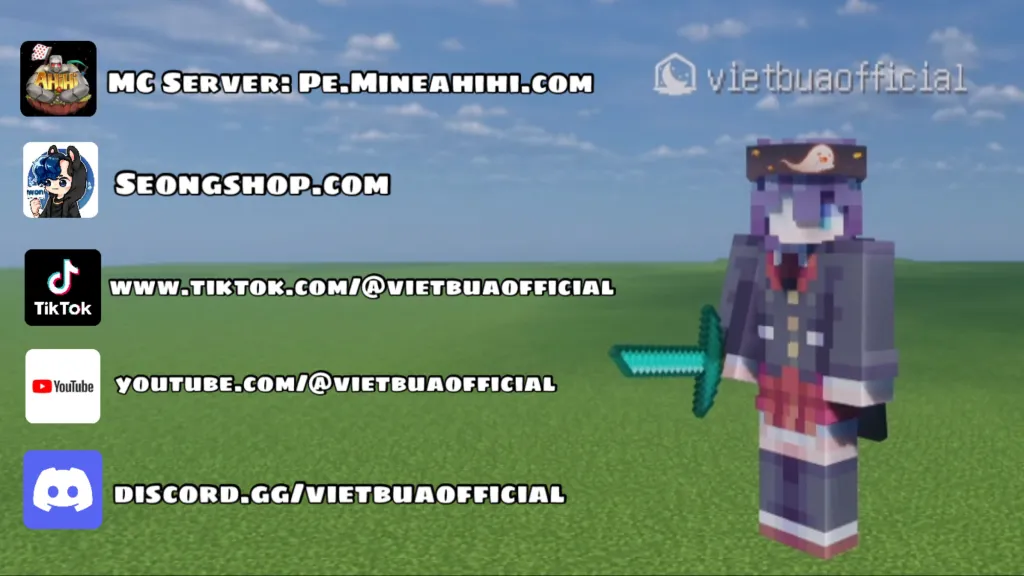 AHIHI
MC Server: Pe.Mineahihi.com
vietbuaofficial
Seongshop.com
TikTok
www.tiktok.com/@vietbuaofficial
YouTube
youtube.com/@vietbuaofficial
discord.gg/vietbuaofficial